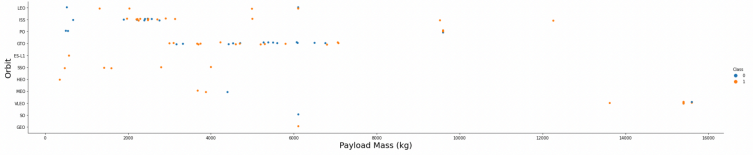 LEO
ISS
PO
GTO
ES-L1
SSO
HEO
MEO
VLEO
SO
GEO
Orbit
0
2000
4000
6000
8000
10000
12000
14000
16000
Payload Mass (kg)
Class
0
1